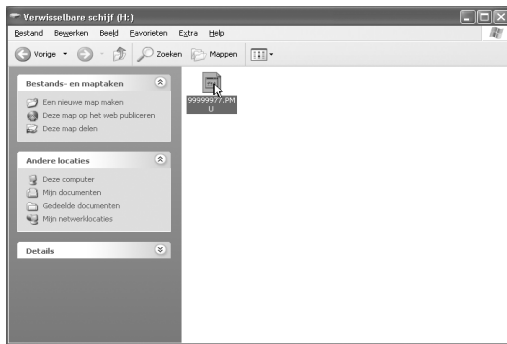 Verwisselbare schijf (H:)
Bestand Bewerken Beeld Favorieten Extra Help
Vorige Zoeken Mappen
Bestands- en maptaken
Een nieuwe map maken
Deze map op het web publiceren
Deze map delen
Andere locaties
Deze computer
Mijn documenten
Gedeelde documenten
Mijn netwerklocaties
Details
99999977.PM
U